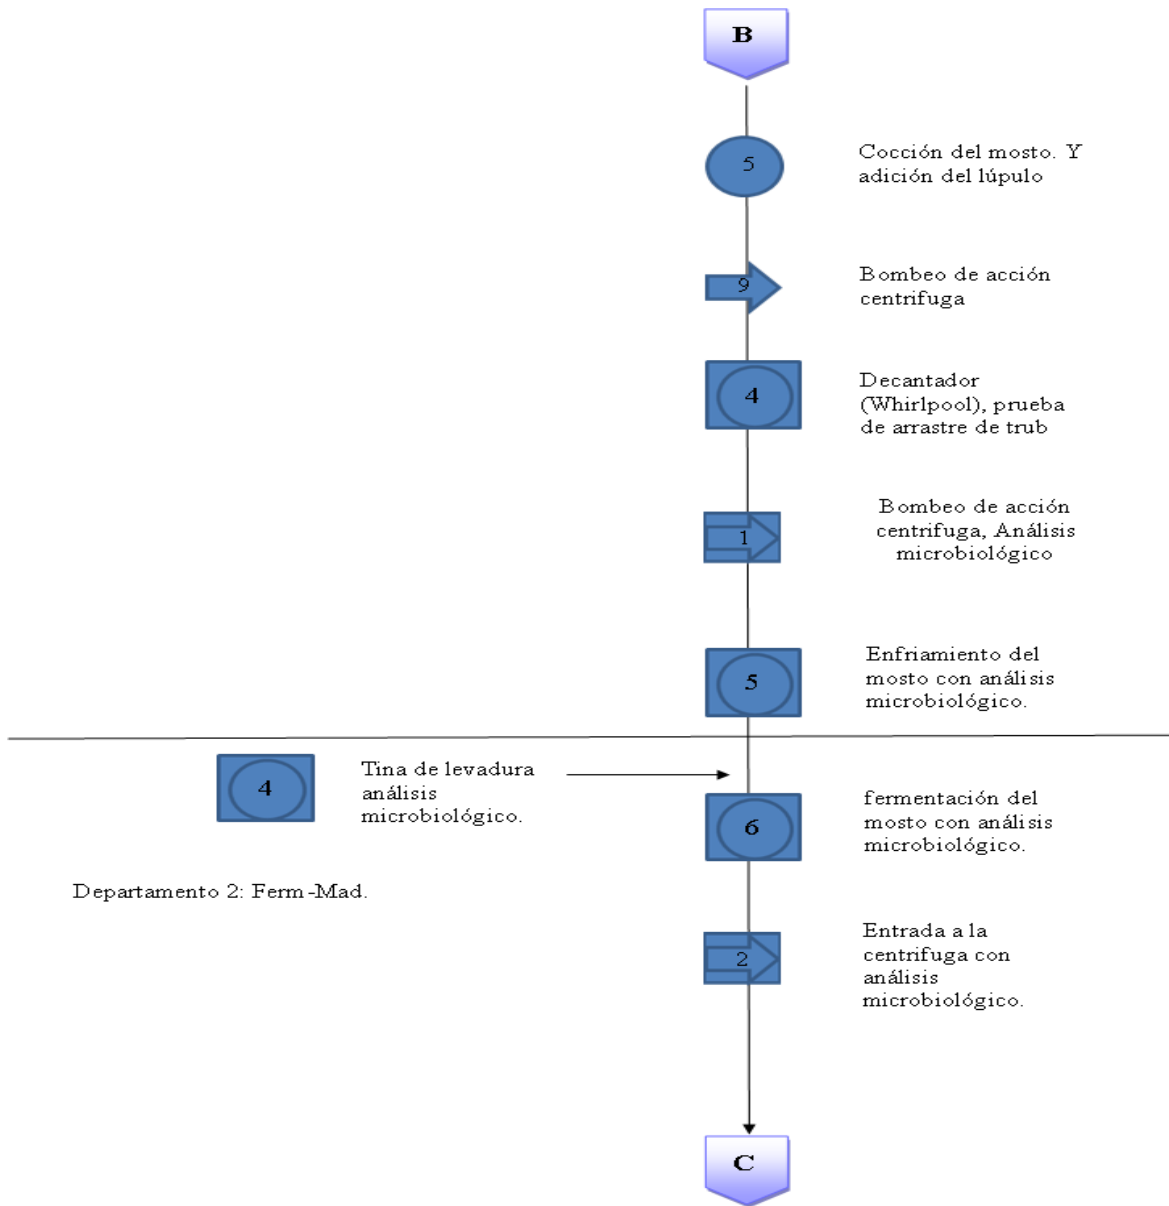 B
5
Cocción del mosto. Y
adición del lúpulo
9
Bombeo de acción
centrifuga
4
Decantador
(Whirlpool), prueba
de arrastre de trub
1
Bombeo de acción
centrifuga, Análisis
microbiológico
5
Enfriamiento del
mosto con análisis
microbiológico.
4
Tina de levadura
análisis
microbiológico.
6
fermentación del
mosto con análisis
microbiológico.
Departamento 2: Ferm-Mad.
2
Entrada a la
centrifuga con
análisis
microbiológico.
C